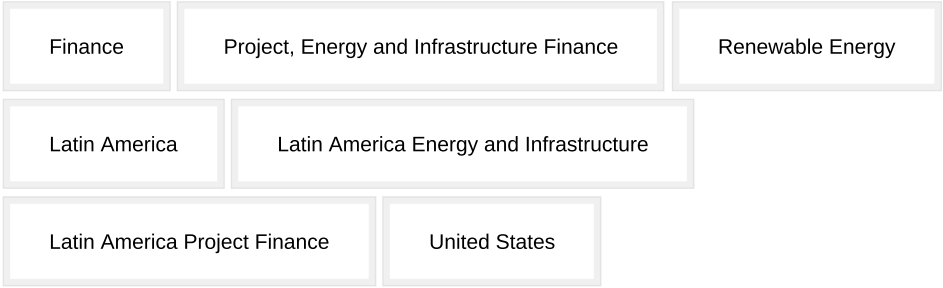 Finance Project, Energy and Infrastructure Finance Renewable Energy
Latin America Latin America Energy and Infrastructure
Latin America Project Finance United States